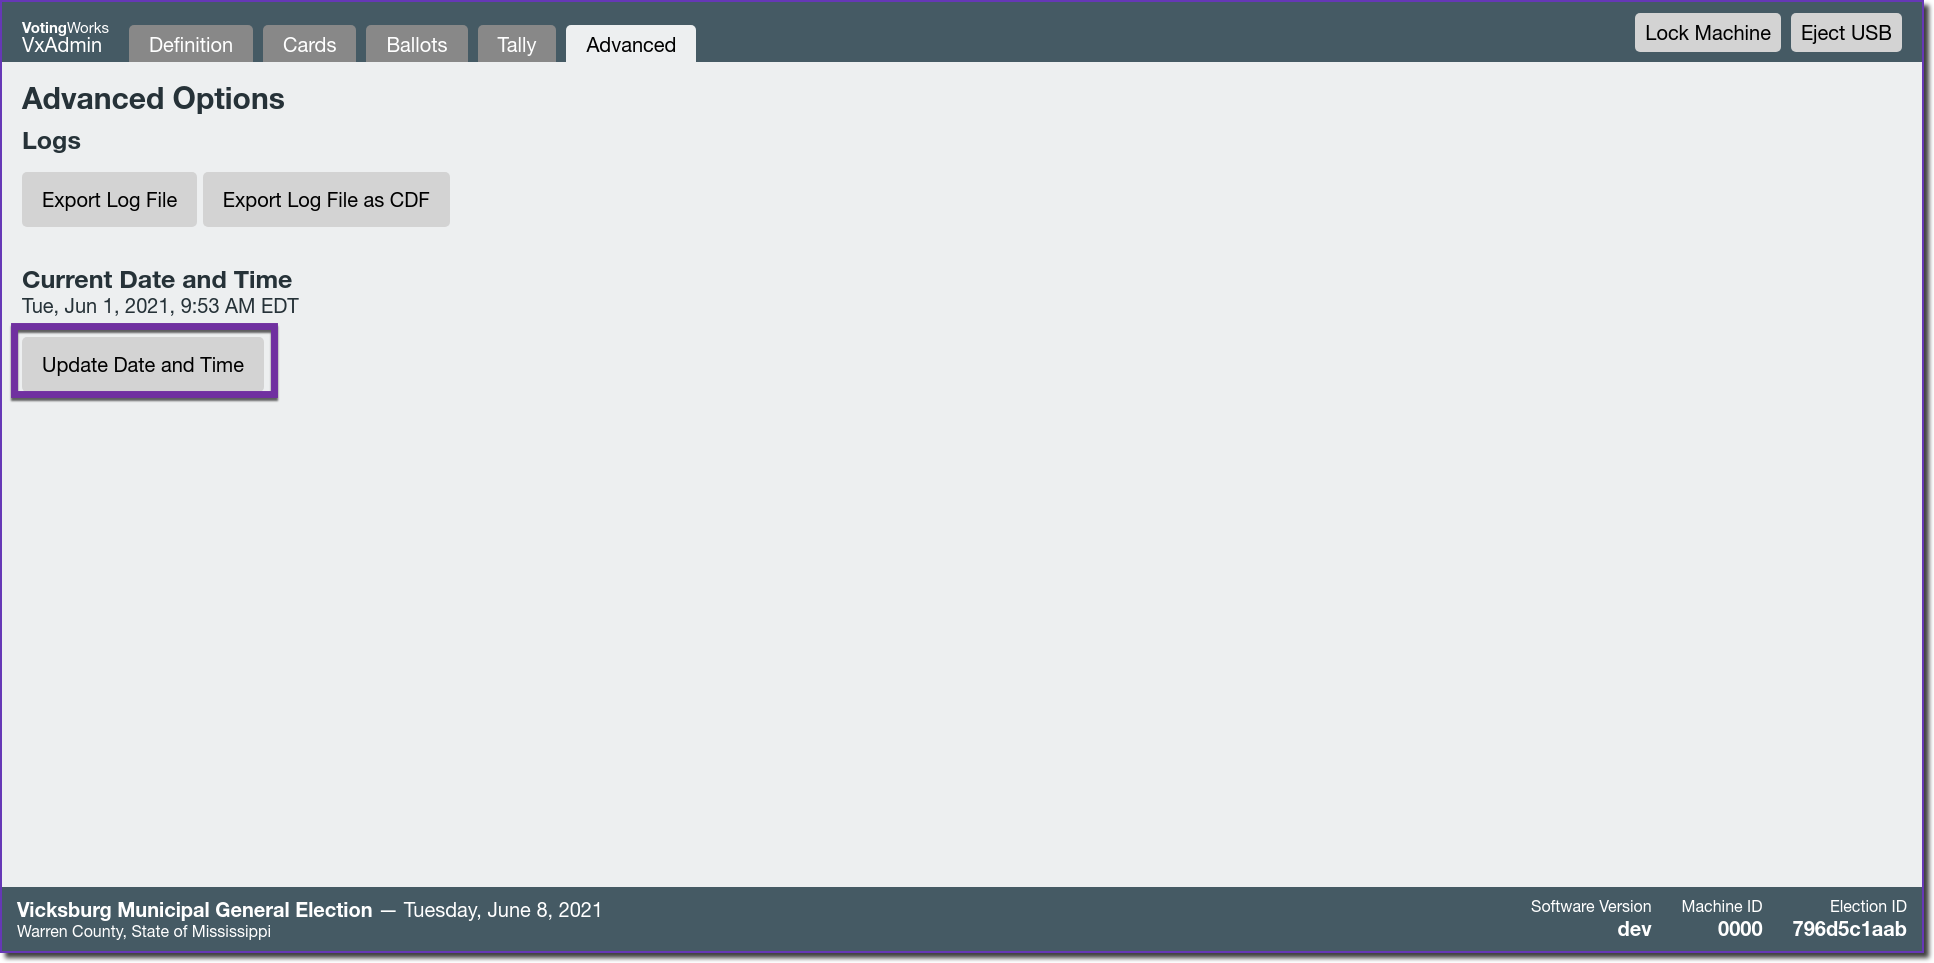 VotingWorks
VxAdmin
Definition
Cards
Ballots
Tally
Advanced
Lock Machine
Eject USB
Advanced Options
Logs
Export Log File
Export Log File as CDF
Current Date and Time
Tue, Jun 1, 2021, 9:53 AM EDT
Update Date and Time
Vicksburg Municipal General Election — Tuesday, June 8, 2021
Warren County, State of Mississippi
Software Version
dev
Machine ID
0000
Election ID
796d5c1aab